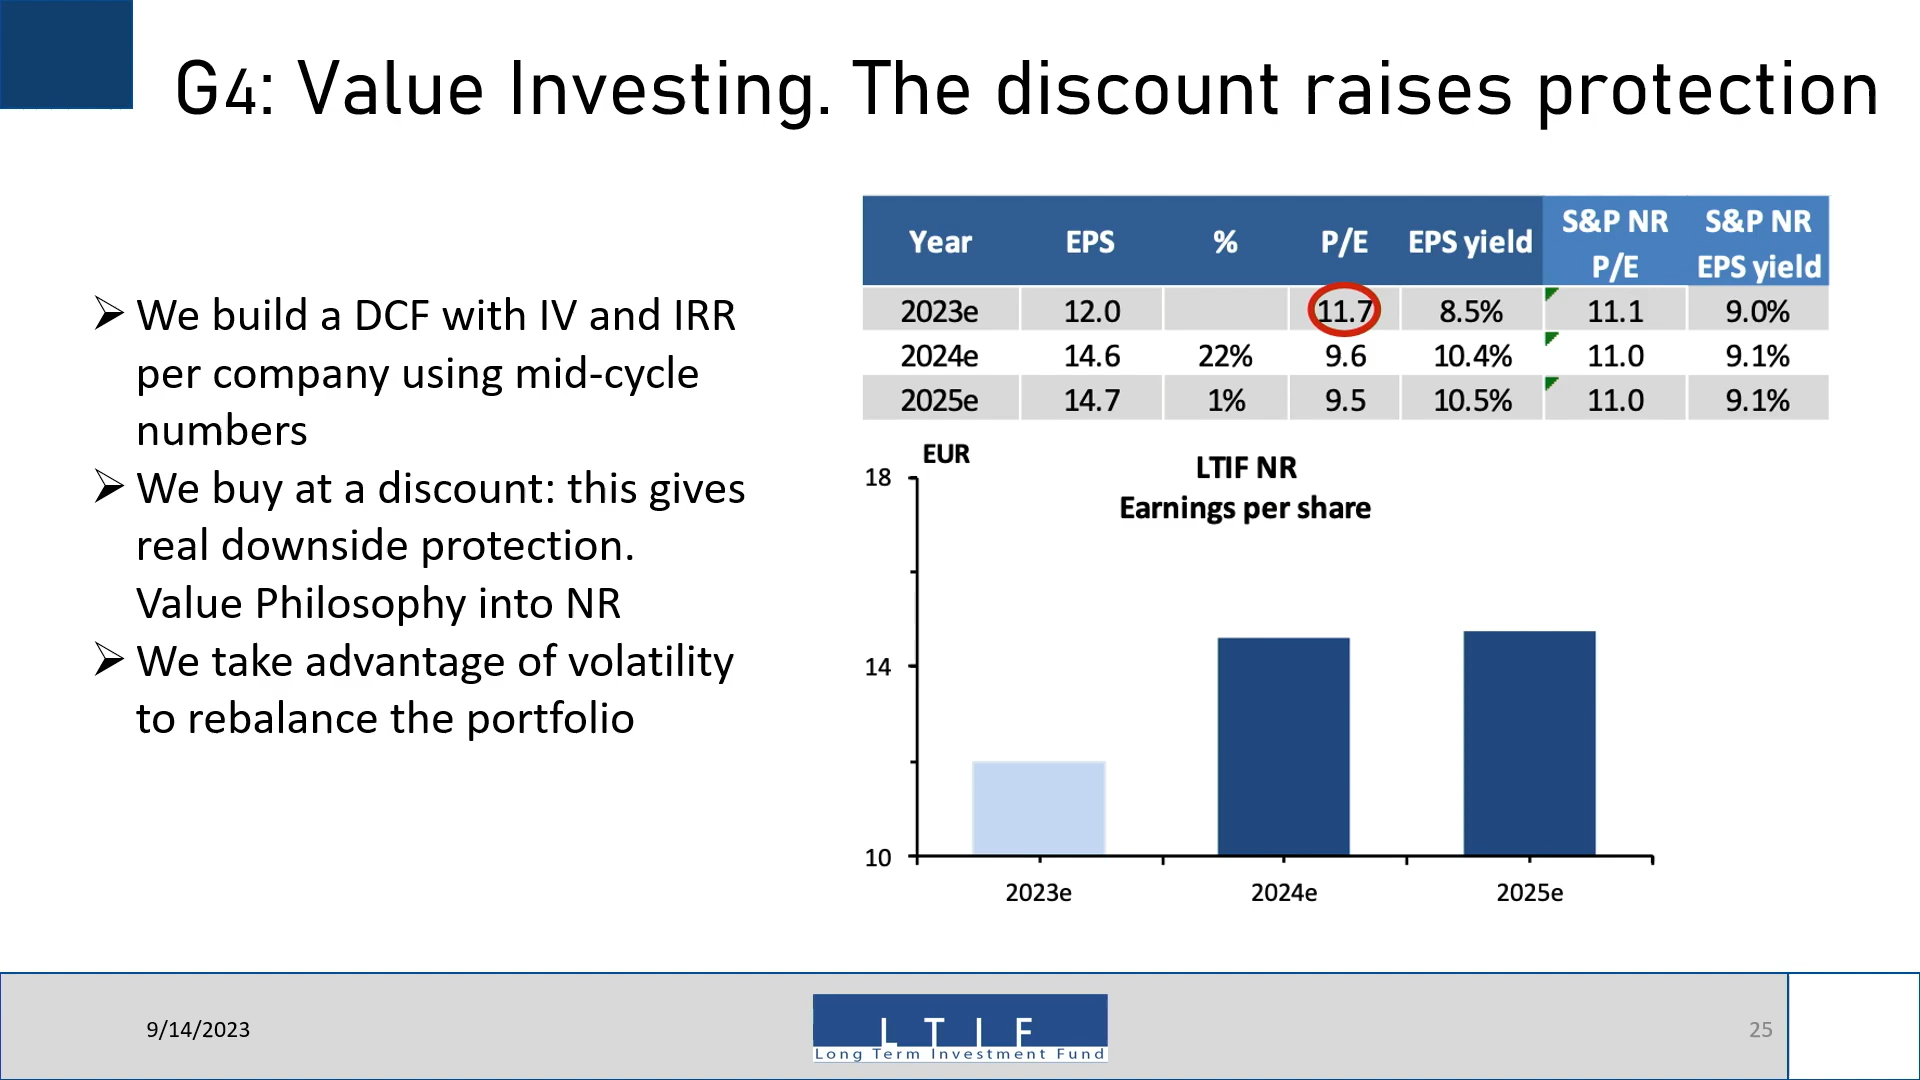 G4: Value Investing. The discount raises protection
➢ We build a DCF with IV and IRR
per company using mid-cycle
numbers
➢ We buy at a discount: this gives
real downside protection.
Value Philosophy into NR
➢ We take advantage of volatility
to rebalance the portfolio
Year EPS % P/E EPS yield S&P NR P/E S&P NR EPS yield
2023e 12.0 11.7 8.5% 11.1 9.0%
2024e 14.6 22% 9.6 10.4% 11.0 9.1%
2025e 14.7 1% 9.5 10.5% 11.0 9.1%
EUR
LTIF NR
Earnings per share
18
14
10
2023e 2024e 2025e
9/14/2023
LTIF
Long Term Investment Fund
25